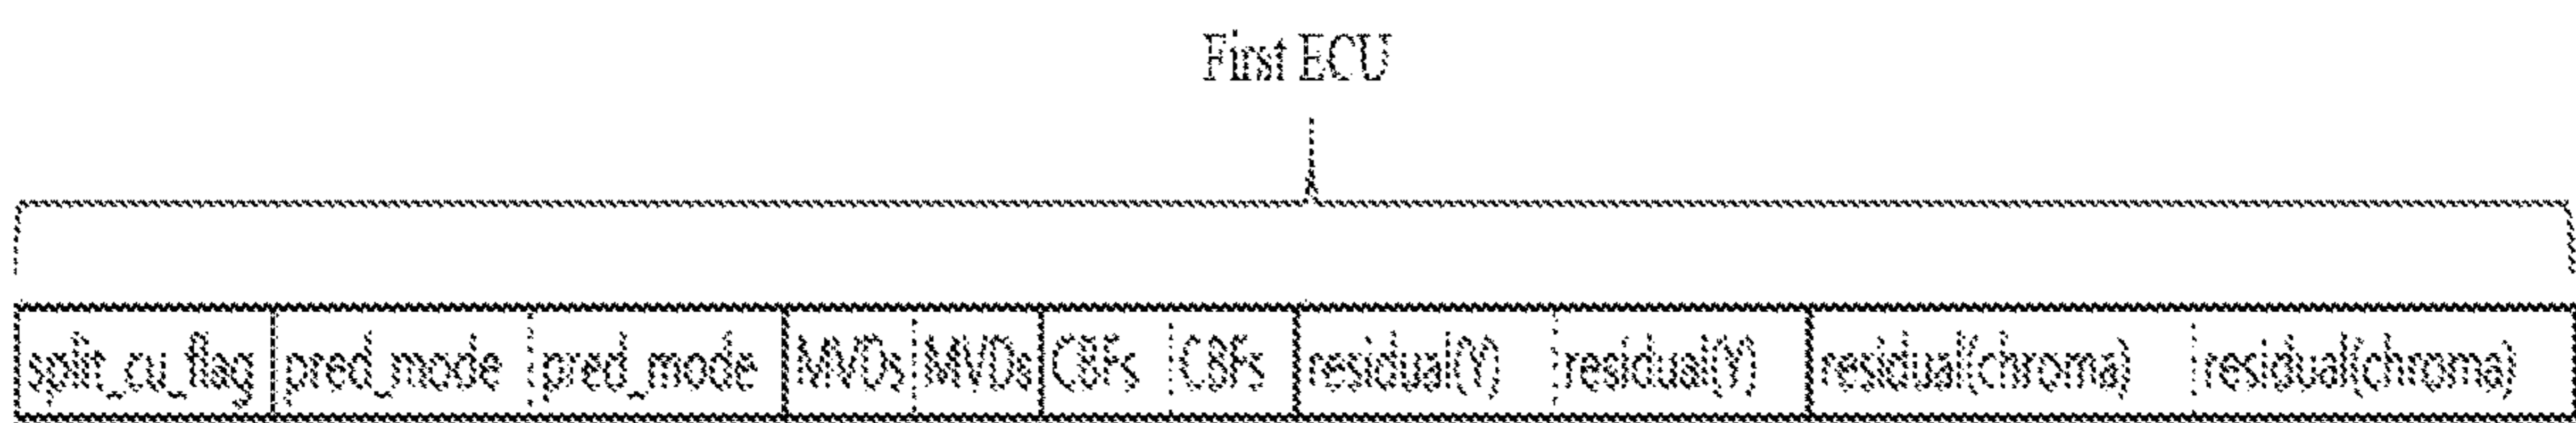 First ECU
split_cu_flag pred_mode pred_mode MVDs MVDs CBFs CBFs residual(Y) residual(Y) residual(chroma) residual(chroma)